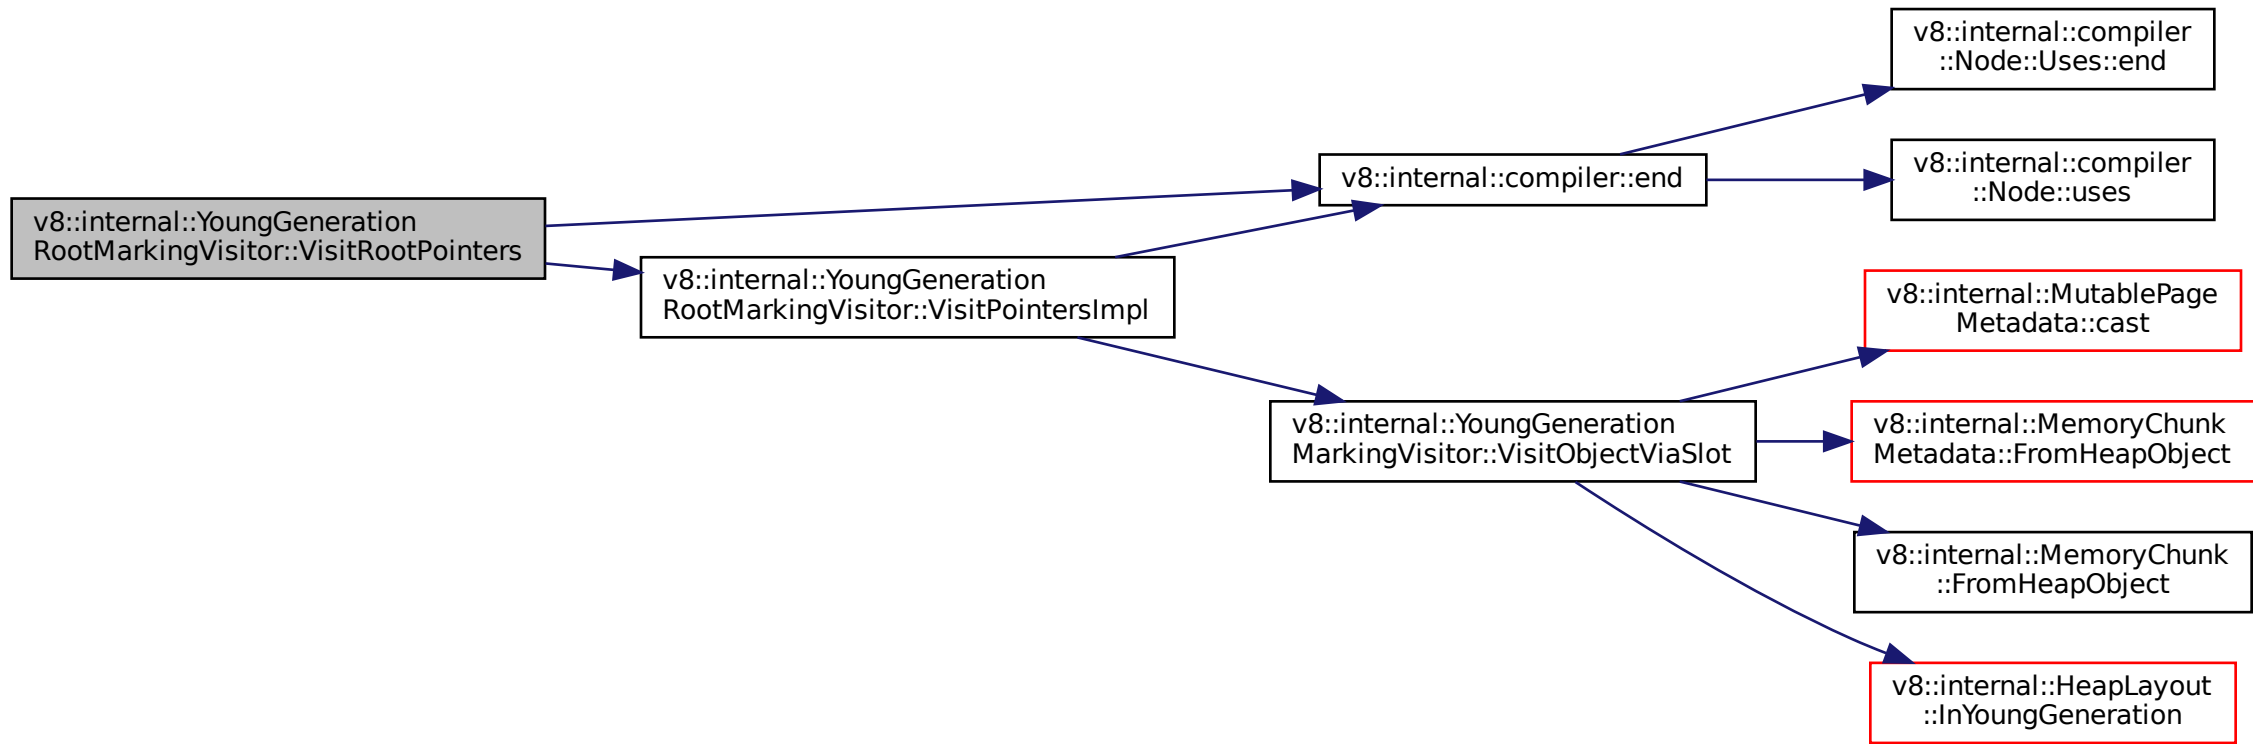 v8::internal::YoungGeneration
RootMarkingVisitor::VisitRootPointers
v8::internal::YoungGeneration
RootMarkingVisitor::VisitPointersImpl
v8::internal::compiler::end
v8::internal::YoungGeneration
MarkingVisitor::VisitObjectViaSlot
v8::internal::compiler
::Node::Uses::end
v8::internal::compiler
::Node::uses
v8::internal::MutablePage
Metadata::cast
v8::internal::MemoryChunk
Metadata::FromHeapObject
v8::internal::MemoryChunk
::FromHeapObject
v8::internal::HeapLayout
::InYoungGeneration